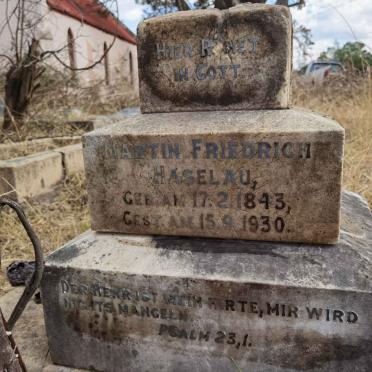 HIER RUHET
IN GOTT
MARTIN FRIEDRICH
HASELAU,
GEB. AM 17.2.1843,
GEST. AM 15.9.1930.
DER HERR IST MEIN HIRTE, MIR WIRD
NICHTS MANGELN.
PSALM 23,1.